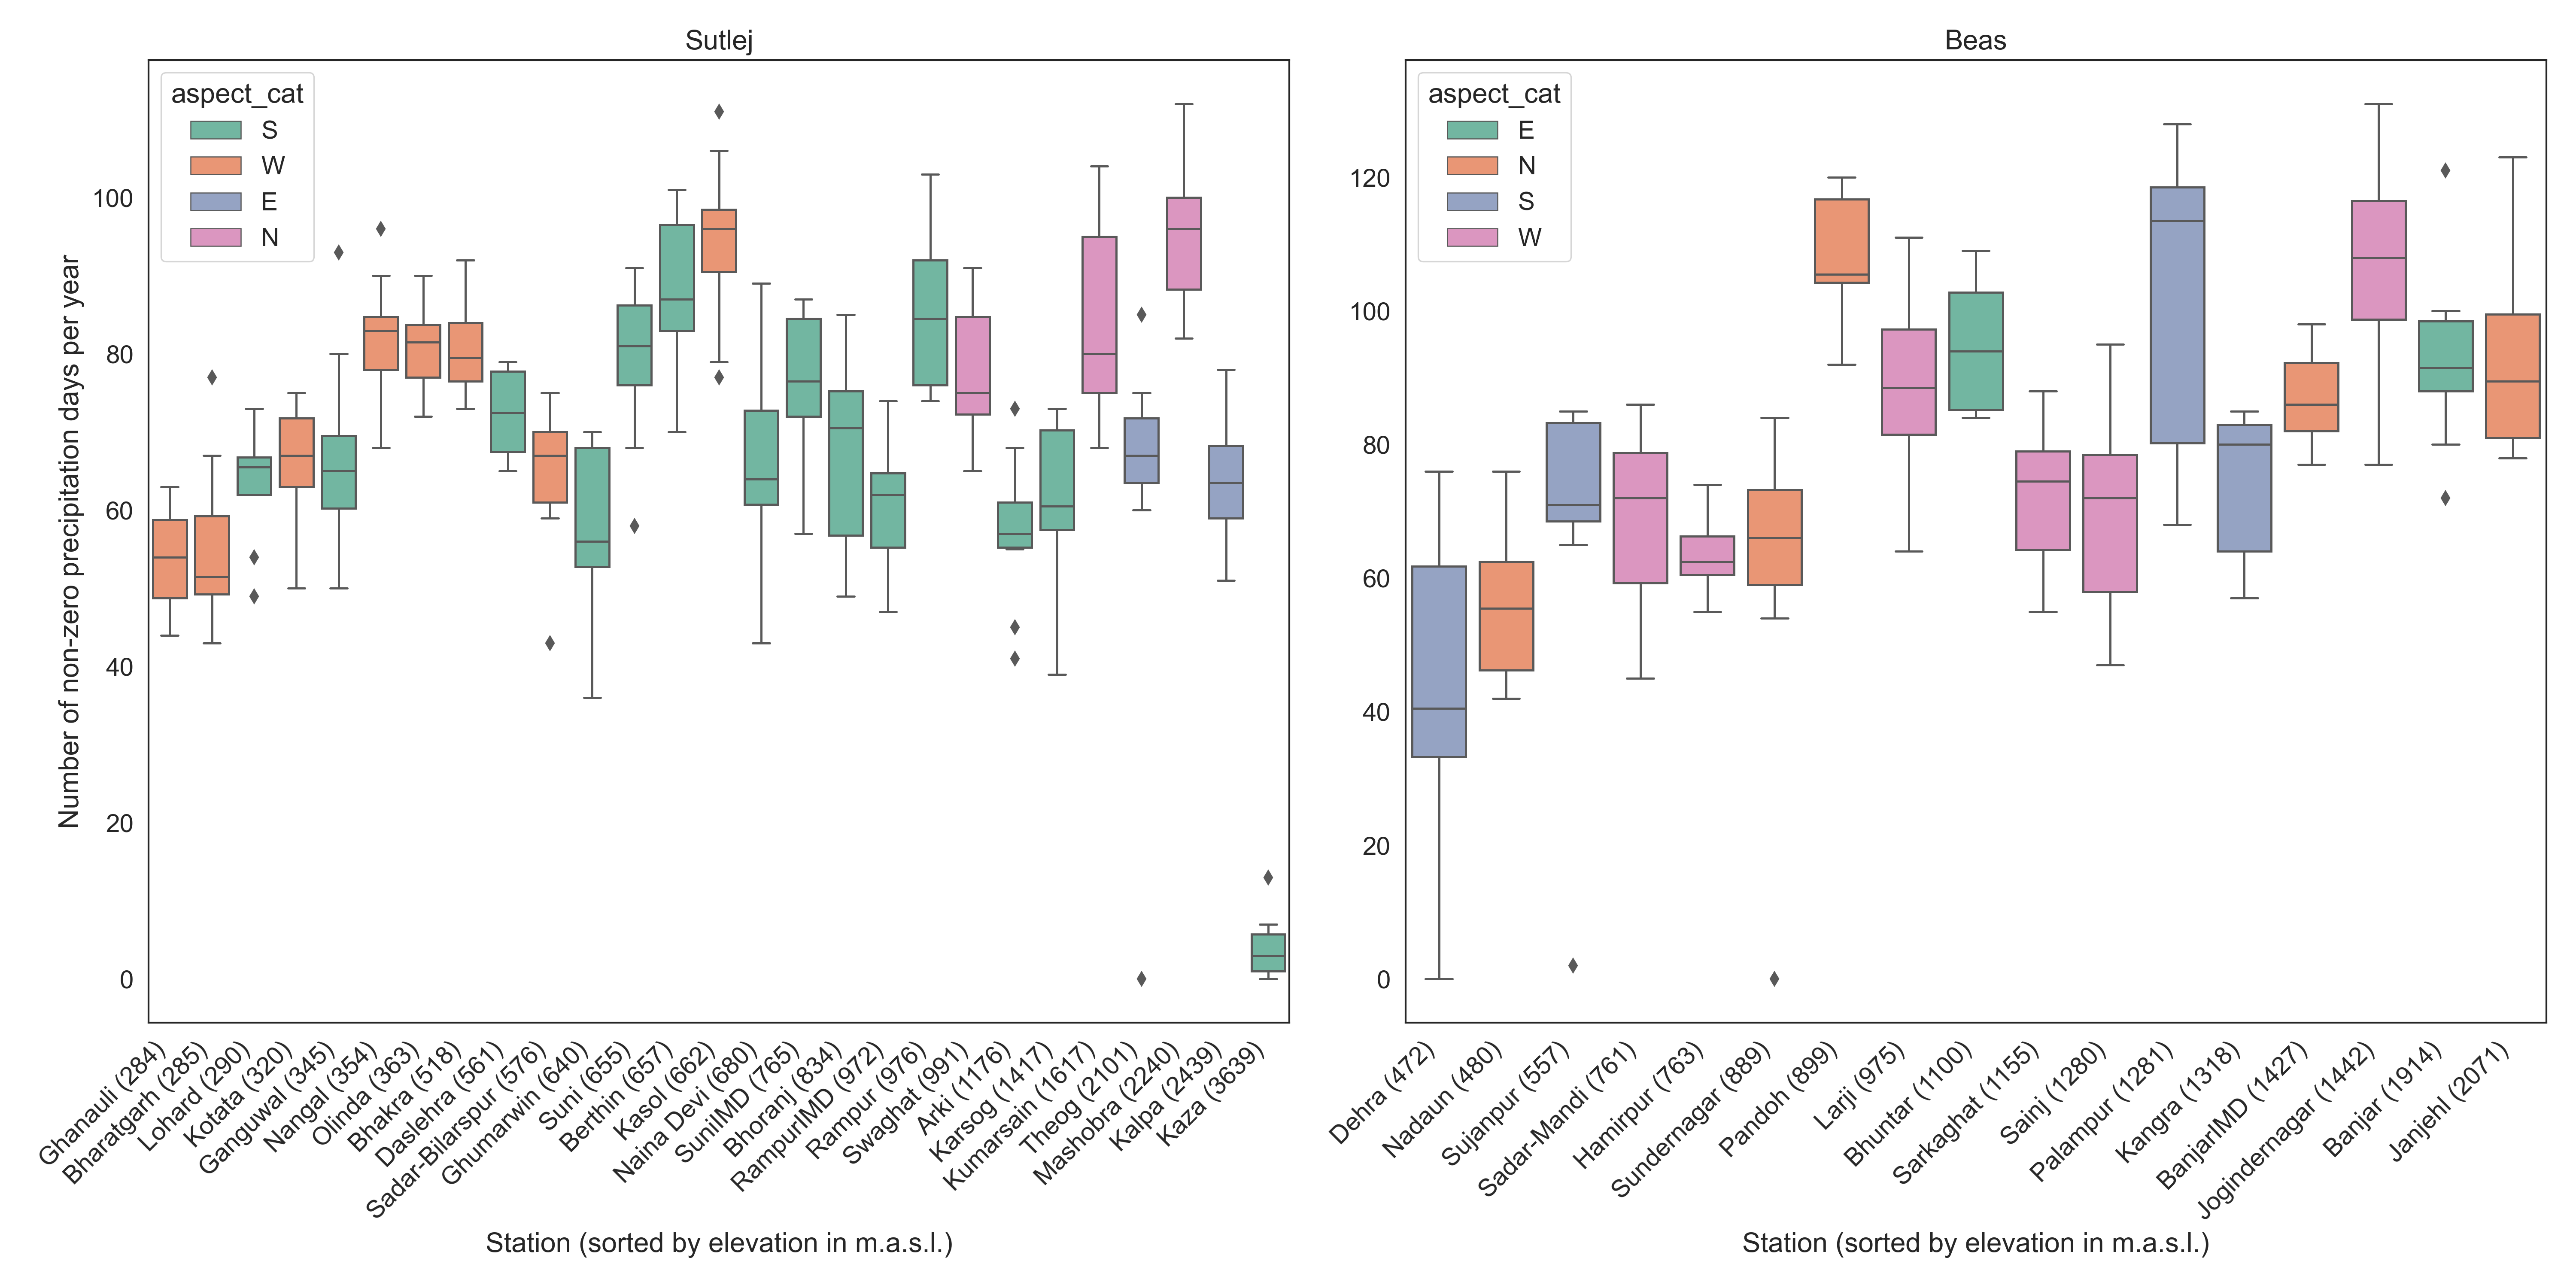 Sutlej
aspect_cat
S
W
E
N
Number of non-zero precipitation days per year
100
80
60
40
20
0
Ghanauli (284)
Bharatgarh (285)
Lohard (290)
Kotata (320)
Ganguwal (345)
Nangal (354)
Olinda (363)
Bhakra (518)
Daslehra (561)
Sadar-Bilarspur (576)
Ghumarwin (640)
Suni (655)
Berthin (657)
Kasol (662)
Naina Devi (680)
SuniIMD (765)
Bhoranj (834)
RampurIMD (972)
Rampur (976)
Swaghat (991)
Arki (1176)
Karsog (1417)
Kumarsain (1617)
Theog (2101)
Mashobra (2240)
Kalpa (2439)
Kaza (3639)
Station (sorted by elevation in m.a.s.l.)
Beas
aspect_cat
E
N
S
W
120
100
80
60
40
20
0
Dehra (472)
Nadaun (480)
Sujanpur (557)
Sadar-Mandi (761)
Hamirpur (763)
Sundernagar (889)
Pandoh (899)
Larji (975)
Bhuntar (1100)
Sarkaghat (1155)
Sainj (1280)
Palampur (1281)
Kangra (1318)
BanjarIMD (1427)
Jogindernagar (1442)
Banjar (1914)
Janjehl (2071)
Station (sorted by elevation in m.a.s.l.)